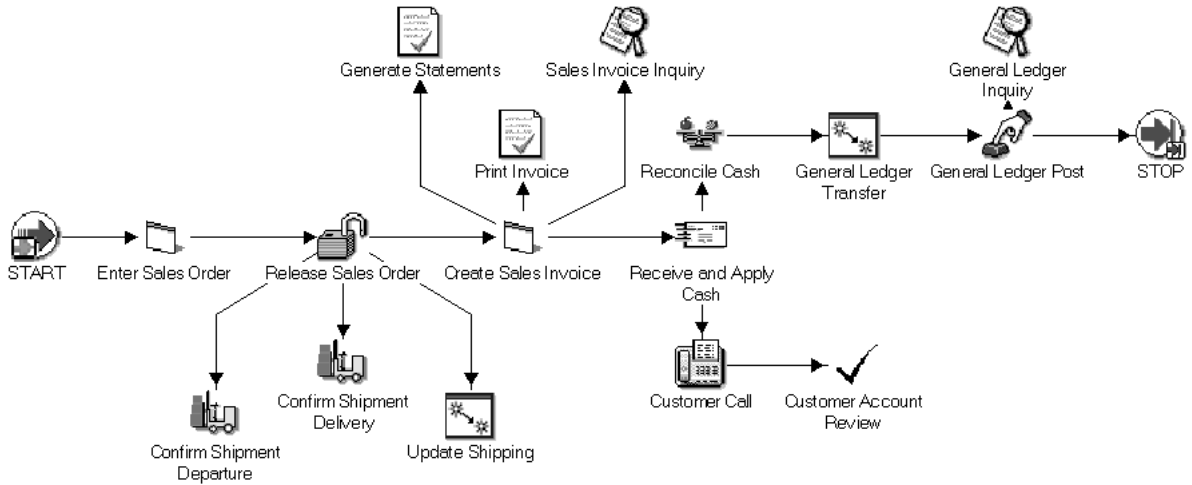 Generate Statements
Sales Invoice Inquiry
General Ledger
Inquiry
Print Invoice
Reconcile Cash
General Ledger
Transfer
General Ledger Post
STOP
START
Enter Sales Order
Release Sales Order
Create Sales Invoice
Receive and Apply
Cash
Confirm Shipment
Delivery
Customer Call
Customer Account
Review
Confirm Shipment
Departure
Update Shipping